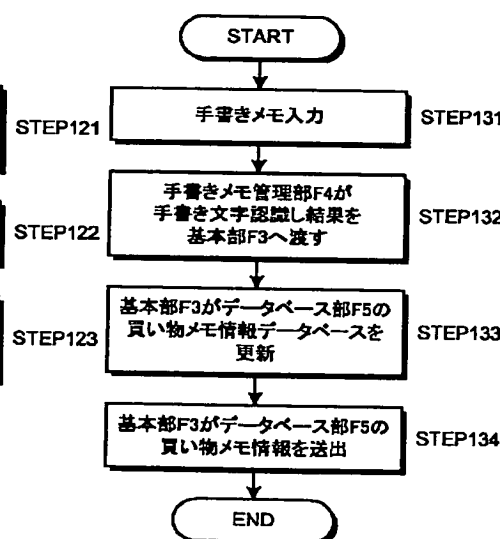 START
手書きメモ入力
STEP131
STEP121
手書きメモ管理部F4が
手書き文字認識し結果を
基本部F3へ渡す
STEP132
STEP122
基本部F3がデータベース部F5の
買い物メモ情報データベースを
更新
STEP133
STEP123
基本部F3がデータベース部F5の
買い物メモ情報を送出
STEP134
END